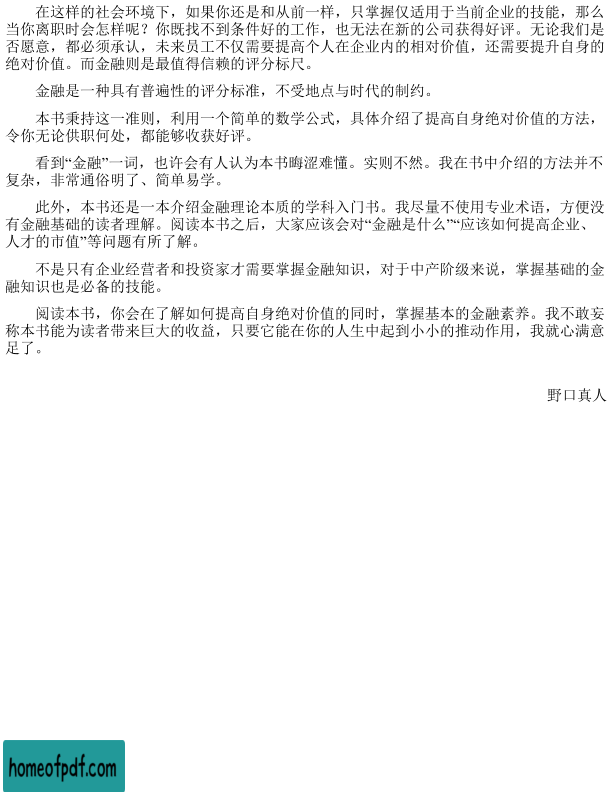 在这样的社会环境下，如果你还是和从前一样，只掌握仅适用于当前企业的技能，那么
当你离职时会怎样呢？你既找不到条件好的工作，也无法在新的公司获得好评。无论我们是
否愿意，都必须承认，未来员工不仅需要提高个人在企业内的相对价值，还需要提升自身的
绝对价值。而金融则是最值得信赖的评分标尺。
金融是一种具有普遍性的评分标准，不受地点与时代的制约。
本书秉持这一准则，利用一个简单的数学公式，具体介绍了提高自身绝对价值的方法，
令你无论供职何处，都能够收获好评。
看到“金融”一词，也许会有人认为本书晦涩难懂。实则不然。我在书中介绍的方法并不
复杂，非常通俗明了、简单易学。
此外，本书还是一本介绍金融理论本质的学科入门书。我尽量不使用专业术语，方便没
有金融基础的读者理解。阅读本书之后，大家应该会对“金融是什么”“应该如何提高企业、
人才的市值”等问题有所了解。
不是只有企业经营者和投资家才需要掌握金融知识，对于中产阶级来说，掌握基础的金
融知识也是必备的技能。
阅读本书，你会在了解如何提高自身绝对价值的同时，掌握基本的金融素养。我不敢妄
称本书能为读者带来巨大的收益，只要它能在你的人生中起到小小的推动作用，我就心满意
足了。
野口真人
homeofpdf.com